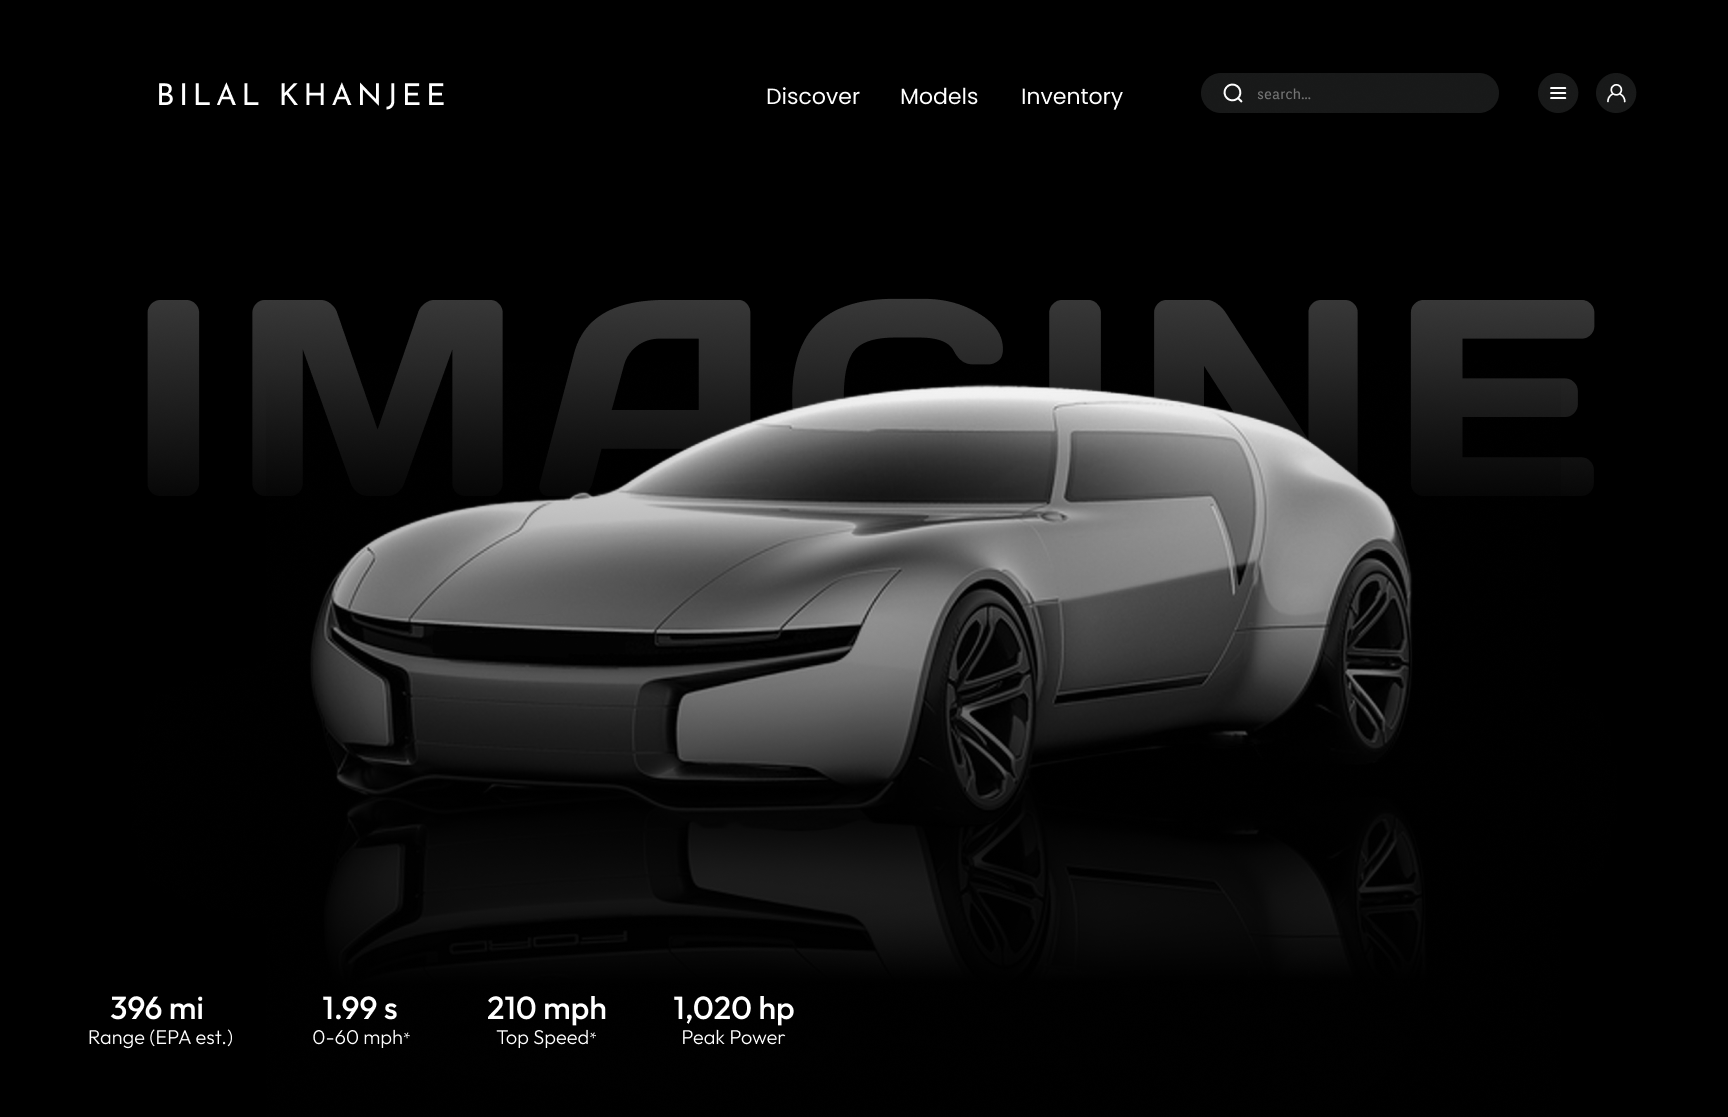 BILAL KHANJEE
Discover Models Inventory search...
IMAGINE
396 mi 1.99 s 210 mph 1,020 hp
Range (EPA est.) 0-60 mph* Top Speed* Peak Power